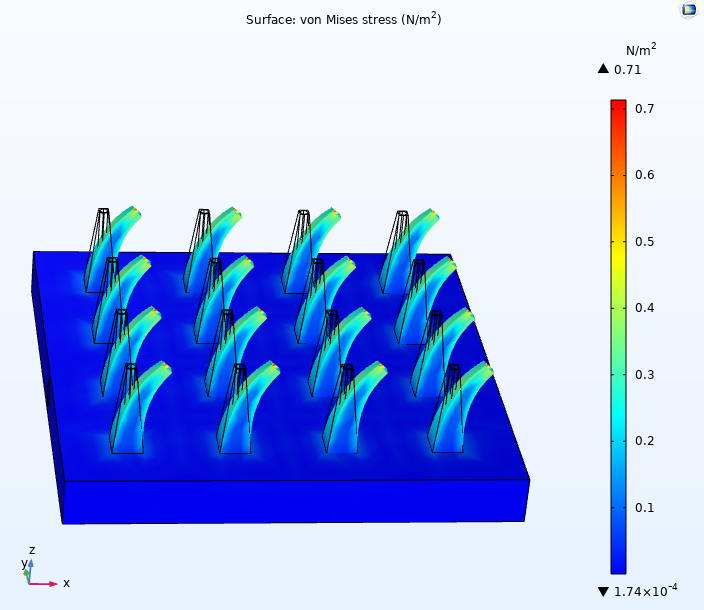 Surface: von Mises stress (N/m²)
N/m²
▲ 0.71
0.7
0.6
0.5
0.4
0.3
0.2
0.1
▼ 1.74×10⁻⁴
z
y
x